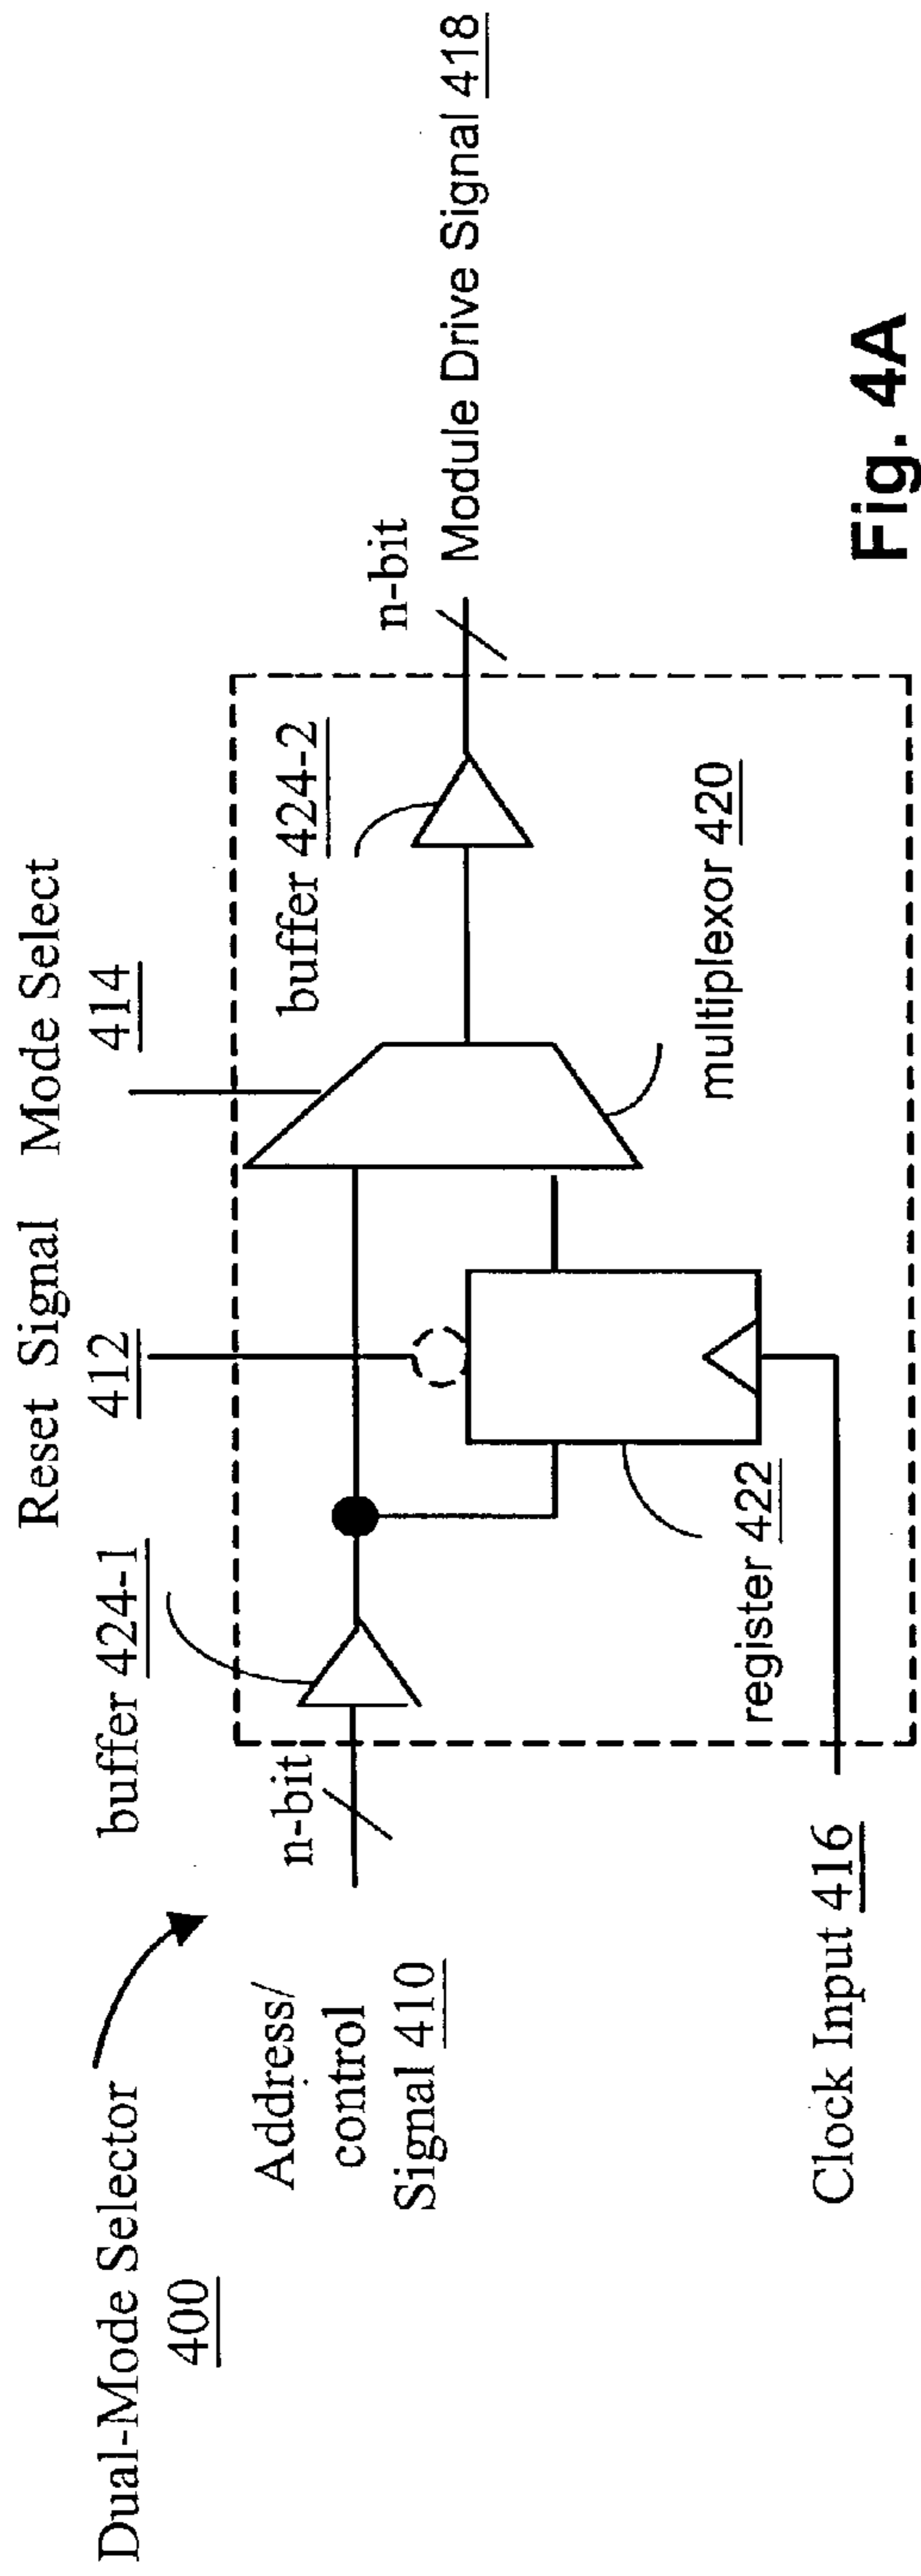 Dual-Mode Selector
400
Reset Signal
412
Mode Select
414
buffer 424-1
buffer 424-2
n-bit
n-bit
Address/
control
Signal 410
Module Drive Signal 418
register 422
multiplexor 420
Clock Input 416
Fig. 4A